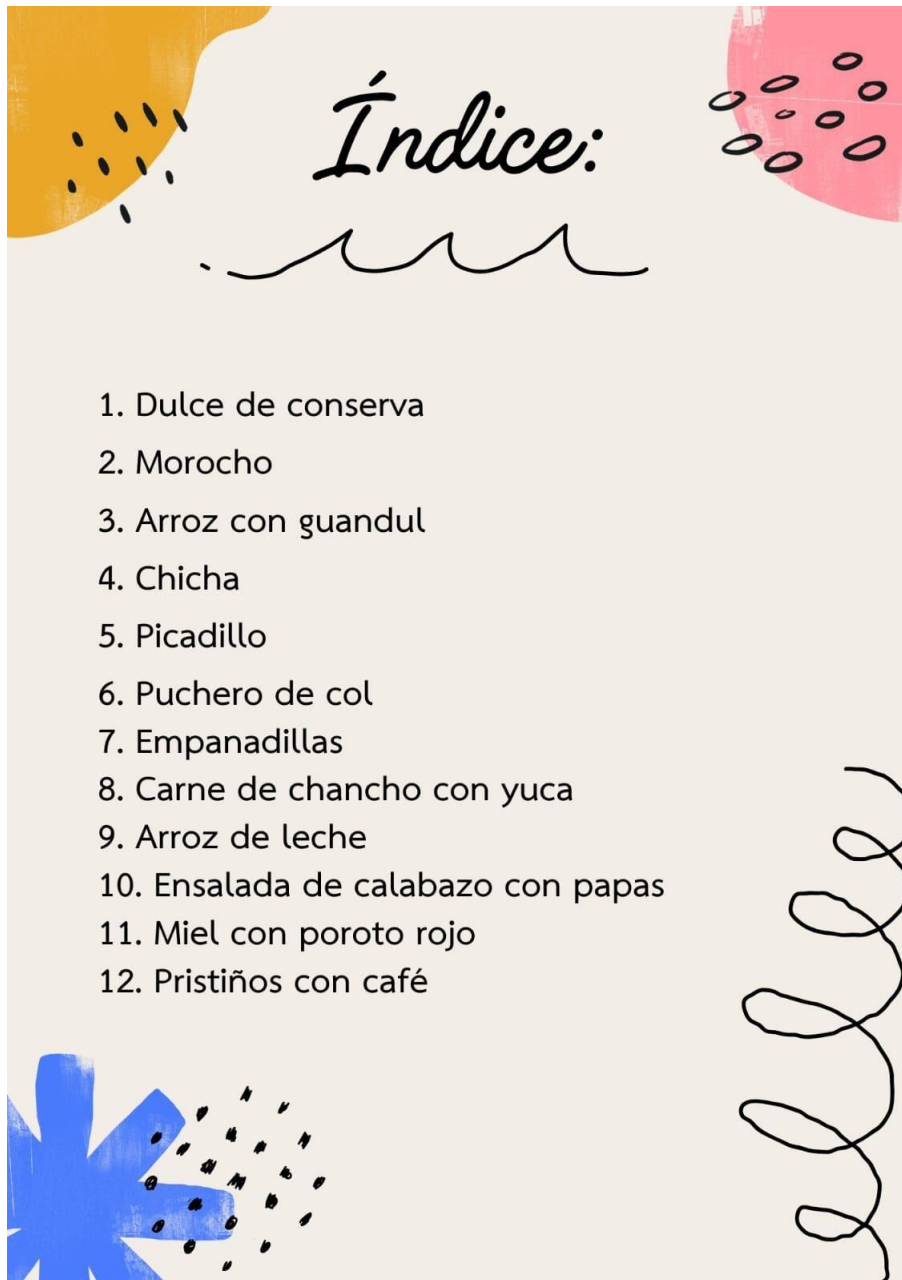 Índice:
1. Dulce de conserva
2. Morocho
3. Arroz con guandul
4. Chicha
5. Picadillo
6. Puchero de col
7. Empanadillas
8. Carne de chancho con yuca
9. Arroz de leche
10. Ensalada de calabazo con papas
11. Miel con poroto rojo
12. Pristiños con café